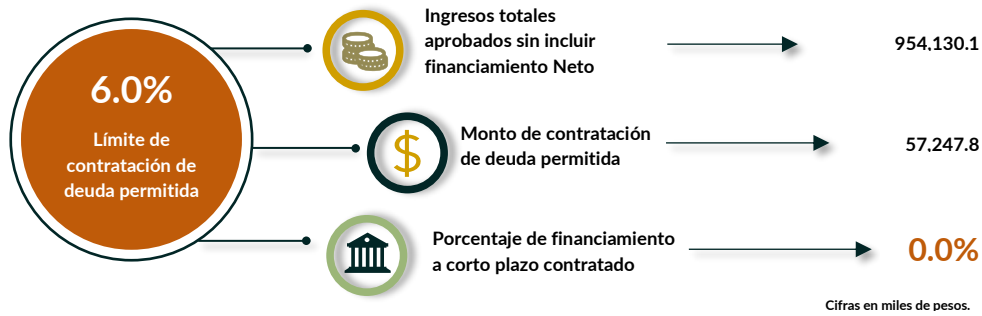 6.0%
Límite de
contratación de
deuda permitida
Ingresos totales
aprobados sin incluir
financiamiento Neto
954,130.1
$
Monto de contratación
de deuda permitida
57,247.8
Porcentaje de financiamiento
a corto plazo contratado
0.0%
Cifras en miles de pesos.